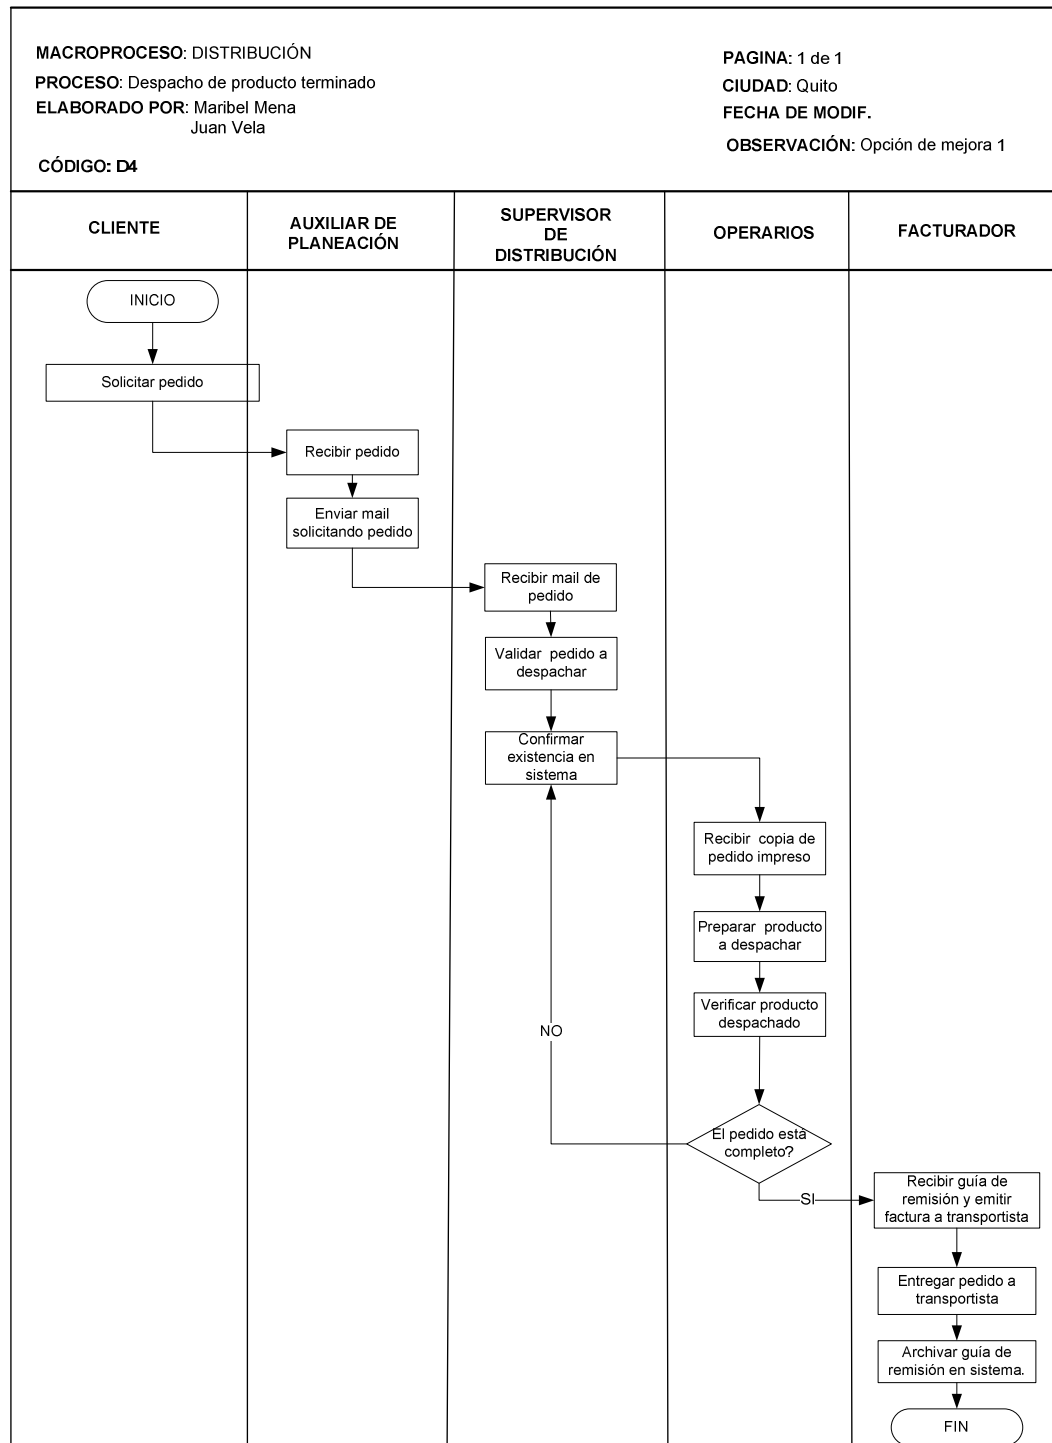 MACROPROCESO: DISTRIBUCIÓN
PROCESO: Despacho de producto terminado
ELABORADO POR: Maribel Mena
Juan Vela
CÓDIGO: D4
PAGINA: 1 de 1
CIUDAD: Quito
FECHA DE MODIF.
OBSERVACIÓN: Opción de mejora 1
CLIENTE
AUXILIAR DE
PLANEACIÓN
SUPERVISOR
DE
DISTRIBUCIÓN
OPERARIOS
FACTURADOR
INICIO
Solicitar pedido
Recibir pedido
Enviar mail
solicitando pedido
Recibir mail de
pedido
Validar pedido a
despachar
Confirmar
existencia en
sistema
Recibir copia de
pedido impreso
Preparar producto
a despachar
Verificar producto
despachado
NO
El pedido está
completo?
SI
Recibir guía de
remisión y emitir
factura a transportista
Entregar pedido a
transportista
Archivar guía de
remisión en sistema.
FIN